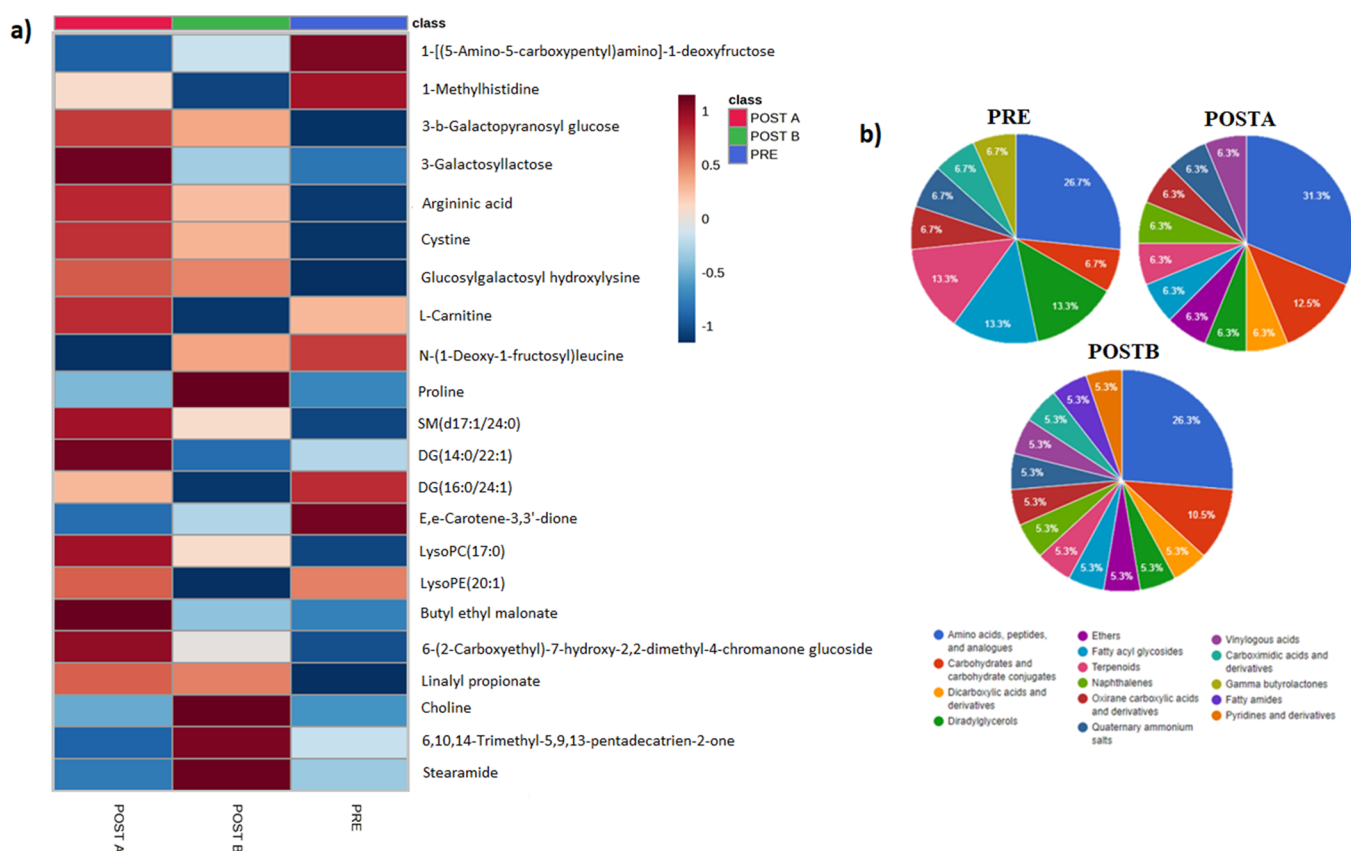 a)
class
1-[(5-Amino-5-carboxypentyl)amino]-1-deoxyfructose
1-Methylhistidine
3-b-Galactopyranosyl glucose
3-Galactosyllactose
Argininic acid
Cystine
Glucosylgalactosyl hydroxylysine
L-Carnitine
N-(1-Deoxy-1-fructosyl)leucine
Proline
SM(d17:1/24:0)
DG(14:0/22:1)
DG(16:0/24:1)
E,e-Carotene-3,3'-dione
LysoPC(17:0)
LysoPE(20:1)
Butyl ethyl malonate
6-(2-Carboxyethyl)-7-hydroxy-2,2-dimethyl-4-chromanone glucoside
Linalyl propionate
Choline
6,10,14-Trimethyl-5,9,13-pentadecatrien-2-one
Stearamide
POST A
POST B
PRE
1
0.5
0
-0.5
-1
class
POST A
POST B
PRE
b)
PRE
26.7%
6.7%
13.3%
13.3%
13.3%
6.7%
6.7%
6.7%
6.7%
POSTA
31.3%
12.5%
6.3%
6.3%
6.3%
6.3%
6.3%
6.3%
6.3%
6.3%
6.3%
POSTB
26.3%
10.5%
5.3%
5.3%
5.3%
5.3%
5.3%
5.3%
5.3%
5.3%
5.3%
5.3%
5.3%
5.3%
Amino acids, peptides,
and analogues
Carbohydrates and
carbohydrate conjugates
Dicarboxylic acids and
derivatives
Diradylglycerols
Ethers
Fatty acyl glycosides
Terpenoids
Naphthalenes
Oxirane carboxylic acids
and derivatives
Quaternary ammonium
salts
Vinylogous acids
Carboximidic acids and
derivatives
Gamma butyrolactones
Fatty amides
Pyridines and derivatives